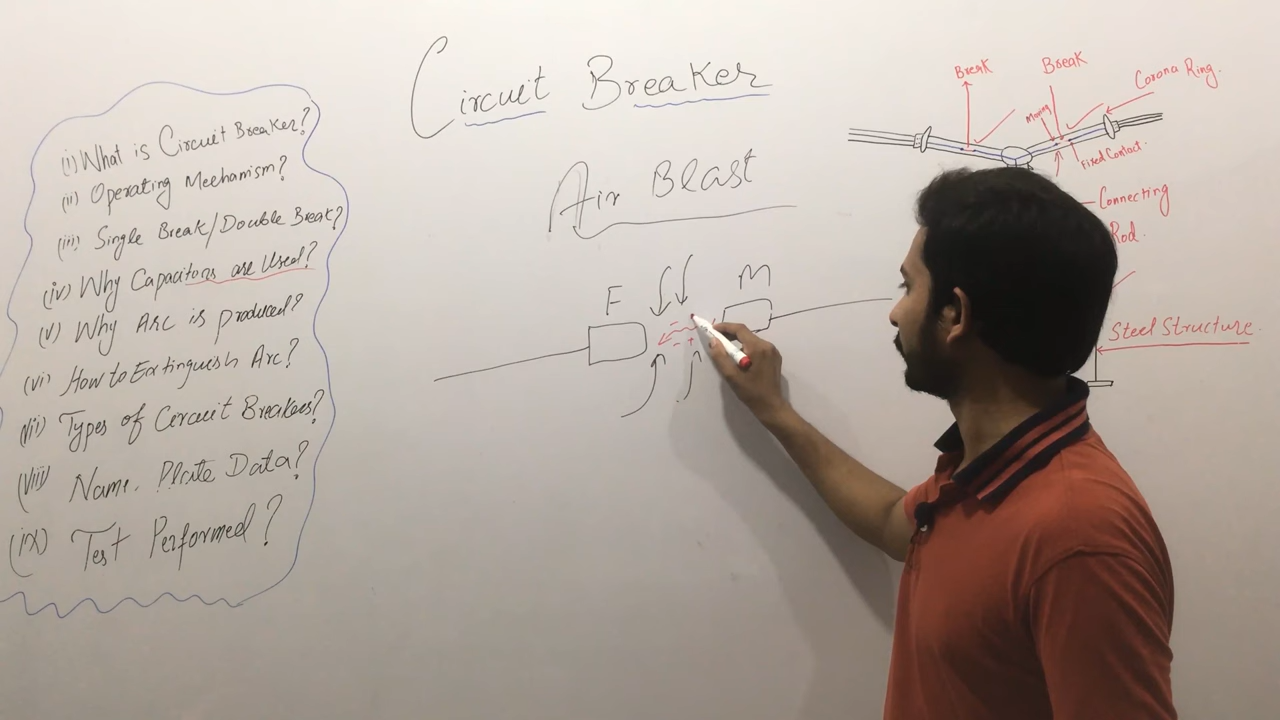 Circuit Breaker
Air Blast
(i) What is Circuit Breaker?
(ii) Operating Mechanism?
(iii) Single Break/Double Break?
(iv) Why Capacitors are Used?
(v) Why Arc is produced?
(vi) How to Extinguish Arc?
(vii) Types of Circuit Breakers?
(viii) Name Plate Data?
(ix) Test Performed?
F
M
+
Break
Break
Corona Ring.
Moving
Fixed Contact.
Connecting
Rod.
Steel Structure.